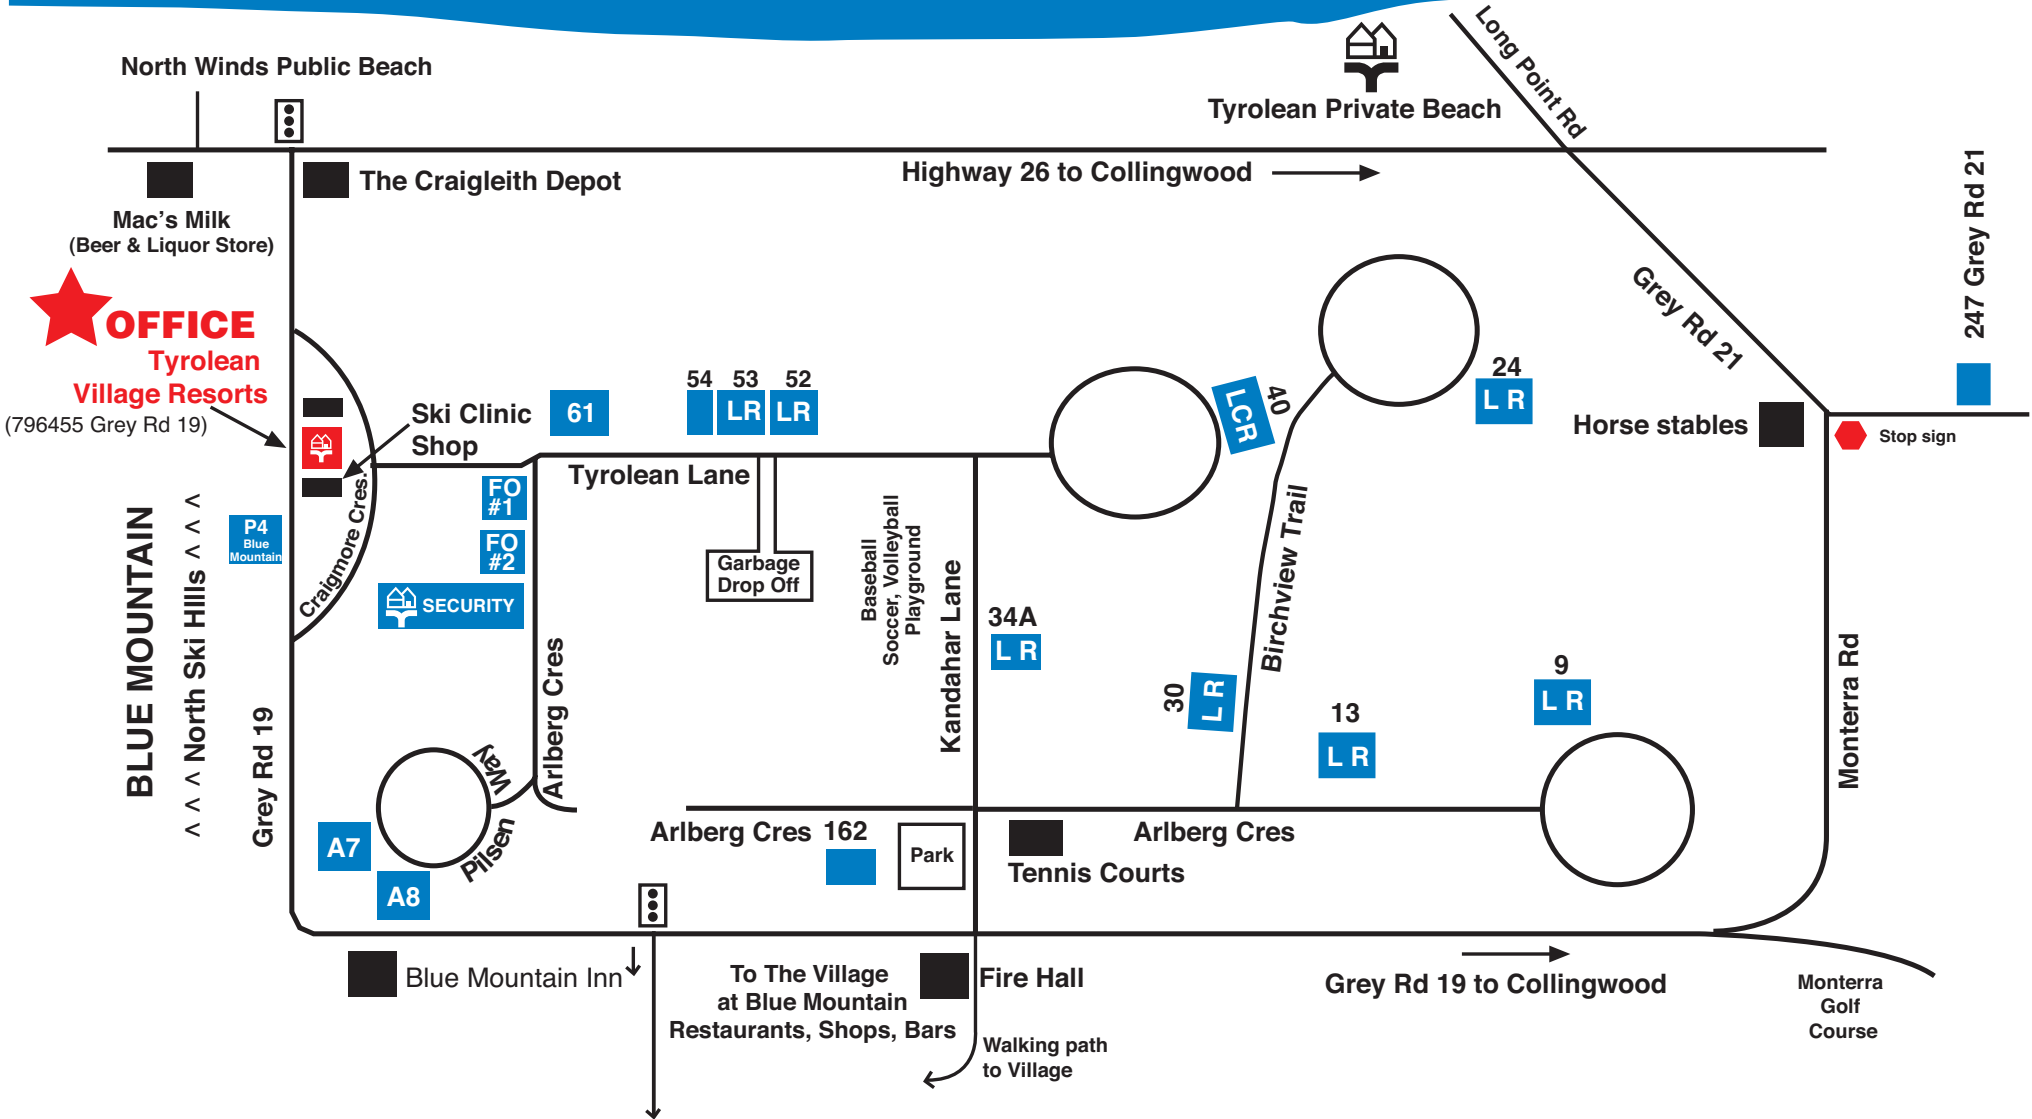 North Winds Public Beach
Long Point Rd
Tyrolean Private Beach
The Craigleith Depot
Highway 26 to Collingwood
Mac's Milk
(Beer & Liquor Store)
247 Grey Rd 21
Grey Rd 21
OFFICE
Tyrolean
Village Resorts
(796455 Grey Rd 19)
Ski Clinic
Shop
61
54
53
LR
52
LR
40
LCR
24
L R
Horse stables
Stop sign
Tyrolean Lane
FO
#1
FO
#2
SECURITY
Craigmore Cres.
P4
Blue
Mountain
BLUE MOUNTAIN
< < < North Ski HIlls < < <
Grey Rd 19
Garbage
Drop Off
Baseball
Soccer, Volleyball
Playground
Kandahar Lane
34A
L R
Birchview Trail
30
L R
13
L R
9
L R
Monterra Rd
Arlberg Cres
Pilsen
Way
A7
A8
Arlberg Cres
162
Park
Tennis Courts
Arlberg Cres
Blue Mountain Inn
To The Village
at Blue Mountain
Restaurants, Shops, Bars
Fire Hall
Walking path
to Village
Grey Rd 19 to Collingwood
Monterra
Golf
Course